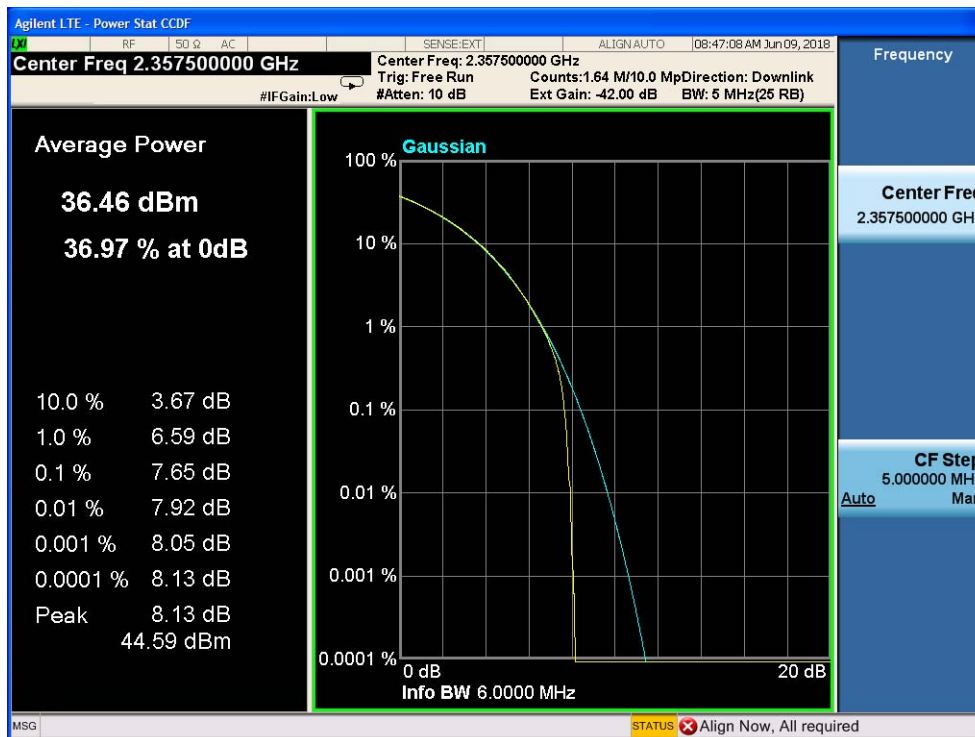 Agilent LTE - Power Stat CCDF
LXI RF 50 Ω AC SENSE:EXT ALIGN AUTO 08:47:08 AM Jun 09, 2018
Center Freq 2.357500000 GHz
Center Freq: 2.357500000 GHz
Trig: Free Run Counts:1.64 M/10.0 MpDirection: Downlink
#IFGain:Low #Atten: 10 dB Ext Gain: -42.00 dB BW: 5 MHz(25 RB)
Frequency
Average Power
36.46 dBm
36.97 % at 0dB
10.0 % 3.67 dB
1.0 % 6.59 dB
0.1 % 7.65 dB
0.01 % 7.92 dB
0.001 % 8.05 dB
0.0001 % 8.13 dB
Peak 8.13 dB
44.59 dBm
Gaussian
100 %
10 %
1 %
0.1 %
0.01 %
0.001 %
0.0001 %
0 dB 20 dB
Info BW 6.0000 MHz
Center Fre
2.357500000 GH
CF Step
5.000000 MH
Auto Ma
MSG STATUS Align Now, All required